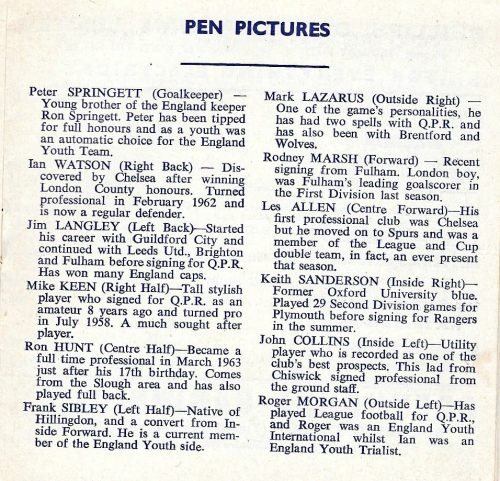 PEN PICTURES
Peter SPRINGETT (Goalkeeper) —
Young brother of the England keeper
Ron Springett. Peter has been tipped
for full honours and as a youth was
an automatic choice for the England
Youth Team.
Ian WATSON (Right Back) — Dis-
covered by Chelsea after winning
London County honours. Turned
professional in February 1962 and
is now a regular defender.
Jim LANGLEY (Left Back)—Started
his career with Guildford City and
continued with Leeds Utd., Brighton
and Fulham before signing for Q.P.R.
Has won many England caps.
Mike KEEN (Right Half)—Tall stylish
player who signed for Q.P.R. as an
amateur 8 years ago and turned pro
in July 1958. A much sought after
player.
Ron HUNT (Centre Half)—Became a
full time professional in March 1963
just after his 17th birthday. Comes
from the Slough area and has also
played full back.
Frank SIBLEY (Left Half)—Native of
Hillingdon, and a convert from In-
side Forward. He is a current mem-
ber of the England Youth side.
Mark LAZARUS (Outside Right) —
One of the game's personalities, he
has had two spells with Q.P.R. and
has also been with Brentford and
Wolves.
Rodney MARSH (Forward) — Recent
signing from Fulham. London boy,
was Fulham's leading goalscorer in
the First Division last season.
Les ALLEN (Centre Forward)—His
first professional club was Chelsea
but he moved on to Spurs and was a
member of the League and Cup
double team, in fact, an ever present
that season.
Keith SANDERSON (Inside Right)—
Former Oxford University blue.
Played 29 Second Division games for
Plymouth before signing for Rangers
in the summer.
John COLLINS (Inside Left)—Utility
player who is recorded as one of the
club's best prospects. This lad from
Chiswick signed professional from
the ground staff.
Roger MORGAN (Outside Left)—Has
played League football for Q.P.R.,
and Roger was an England Youth
International whilst Ian was an
England Youth Trialist.